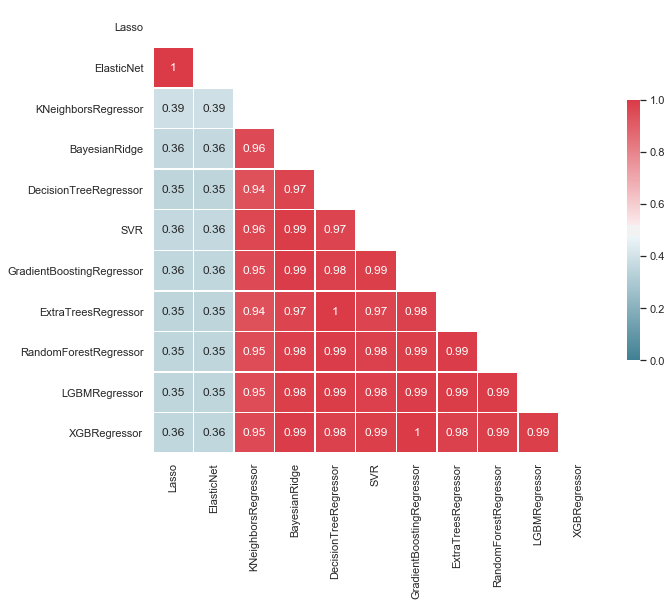 Lasso
ElasticNet 1
KNeighborsRegressor 0.39 0.39
BayesianRidge 0.36 0.36 0.96
DecisionTreeRegressor 0.35 0.35 0.94 0.97
SVR 0.36 0.36 0.96 0.99 0.97
GradientBoostingRegressor 0.36 0.36 0.95 0.99 0.98 0.99
ExtraTreesRegressor 0.35 0.35 0.94 0.97 1 0.97 0.98
RandomForestRegressor 0.35 0.35 0.95 0.98 0.99 0.98 0.99 0.99
LGBMRegressor 0.35 0.35 0.95 0.98 0.99 0.98 0.99 0.99 0.99
XGBRegressor 0.36 0.36 0.95 0.99 0.98 0.99 1 0.98 0.99 0.99
Lasso
ElasticNet
KNeighborsRegressor
BayesianRidge
DecisionTreeRegressor
SVR
GradientBoostingRegressor
ExtraTreesRegressor
RandomForestRegressor
LGBMRegressor
XGBRegressor
1.0
0.8
0.6
0.4
0.2
0.0